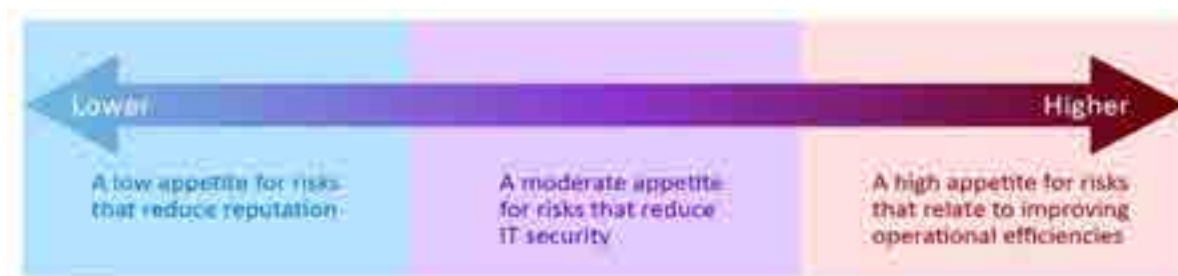 Lower
Higher
A low appetite for risks
that reduce reputation
A moderate appetite
for risks that reduce
IT security
A high appetite for risks
that relate to improving
operational efficiencies